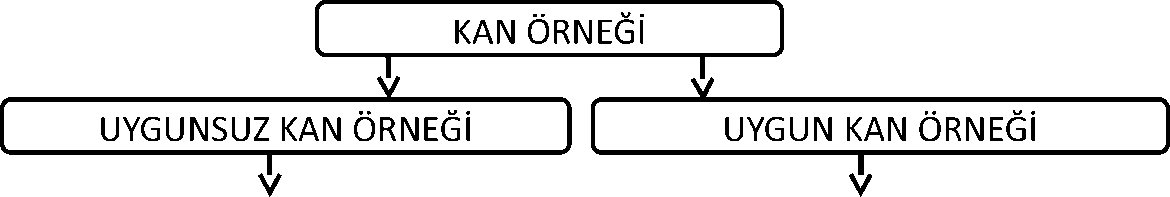 KAN ÖRNEĞİ
UYGUNSUZ KAN ÖRNEĞİ
UYGUN KAN ÖRNEĞİ